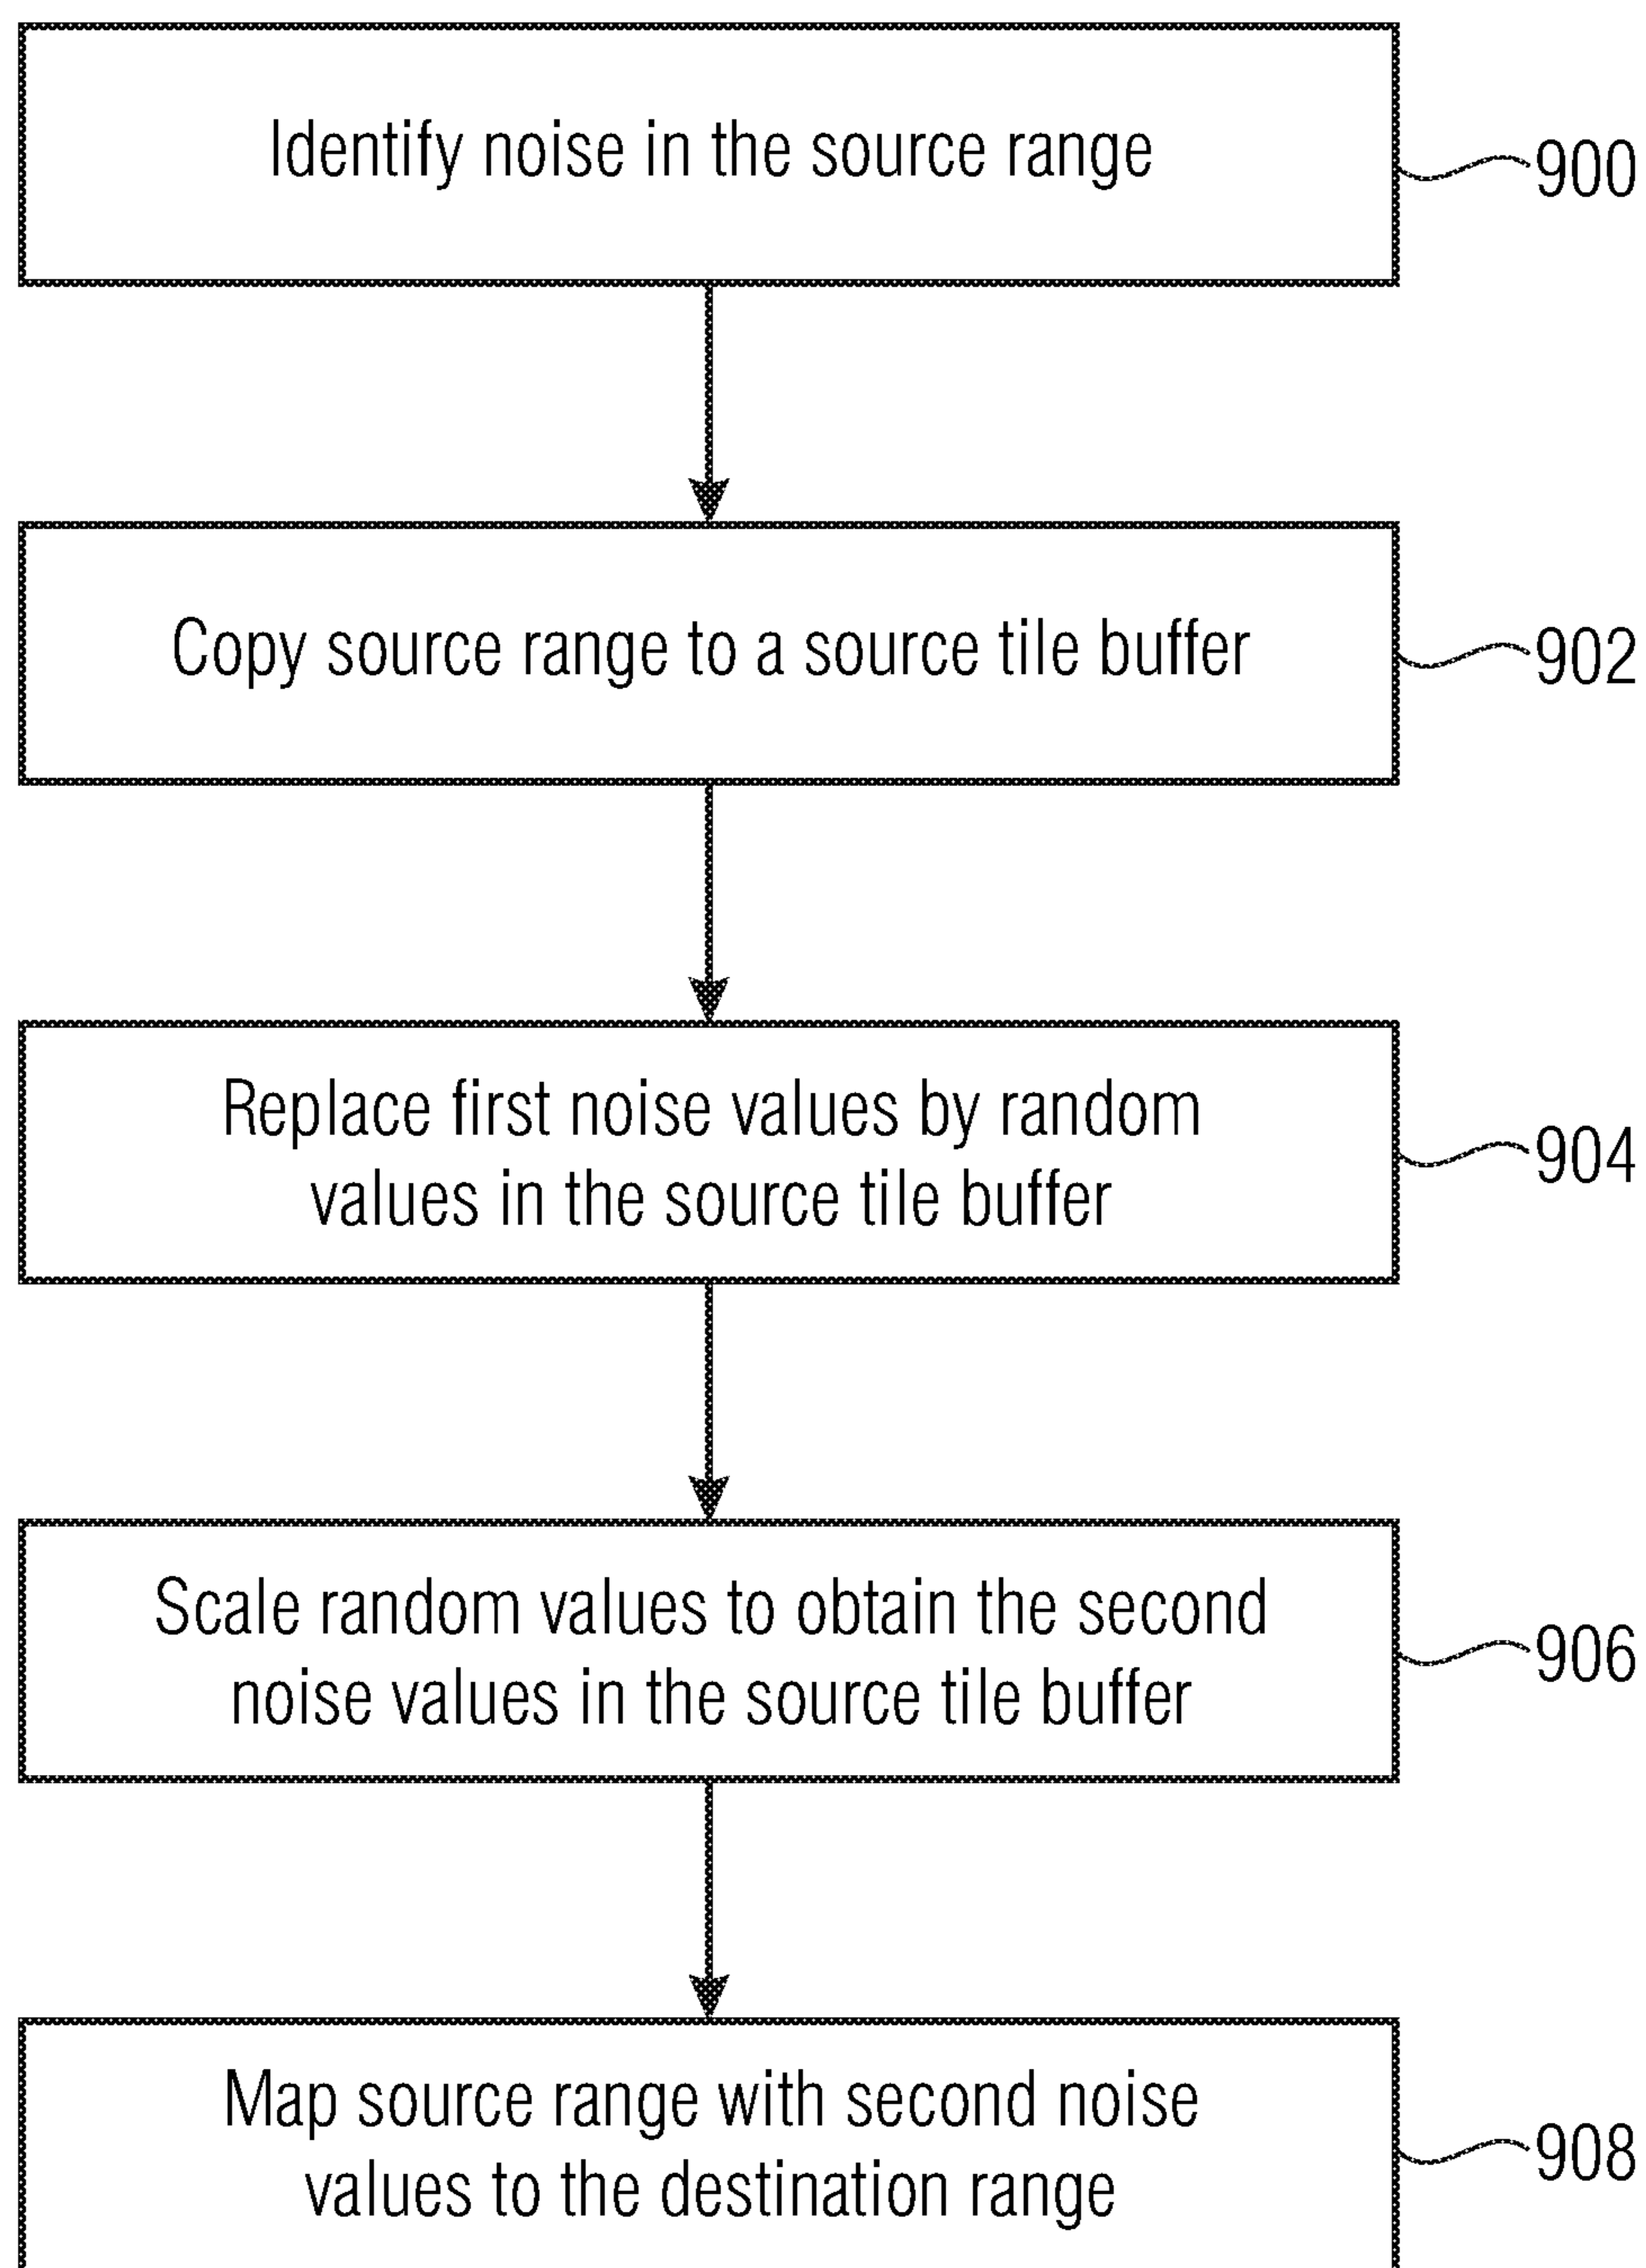 Identify noise in the source range
900
Copy source range to a source tile buffer
902
Replace first noise values by random
values in the source tile buffer
904
Scale random values to obtain the second
noise values in the source tile buffer
906
Map source range with second noise
values to the destination range
908